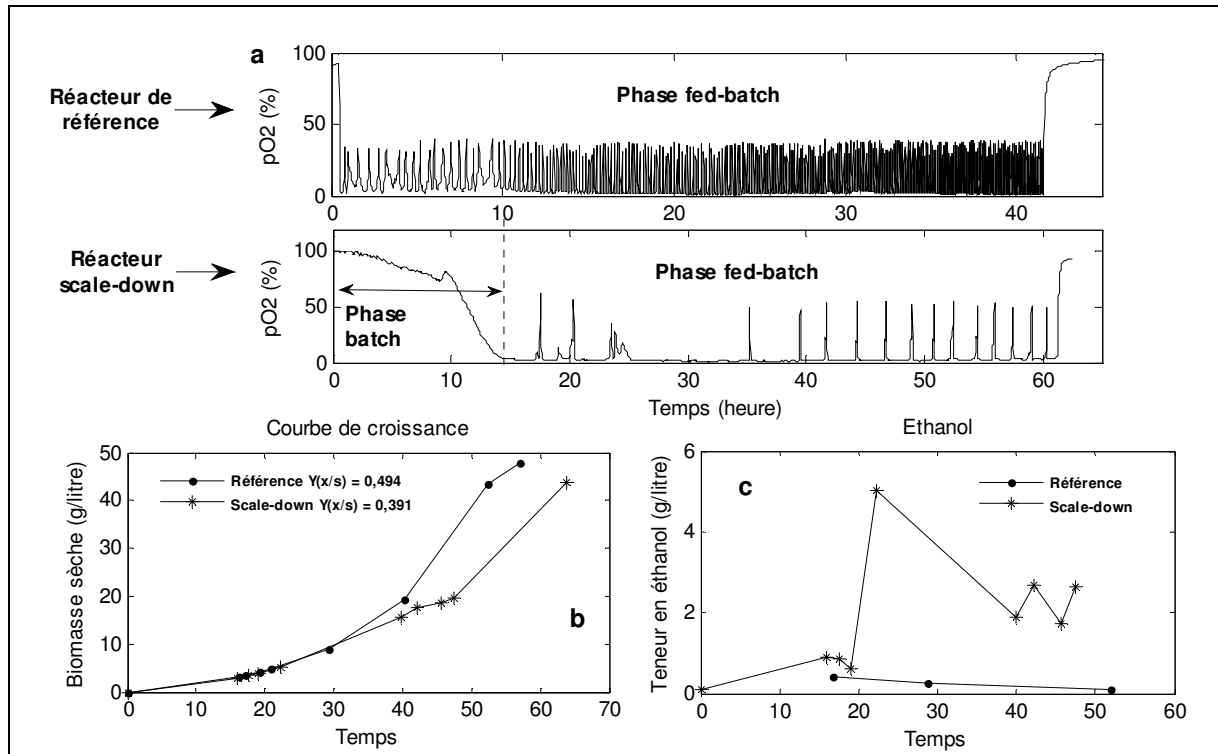 a
100
50
0
pO2 (%)
Réacteur de
référence
Phase fed-batch
0 10 20 30 40
Réacteur
scale-down
100
50
0
pO2 (%)
Phase
batch
Phase fed-batch
0 10 20 30 40 50 60
Temps (heure)
Courbe de croissance
50
40
30
20
10
0
Biomasse sèche (g/litre)
Référence Y(x/s) = 0,494
Scale-down Y(x/s) = 0,391
b
0 10 20 30 40 50 60 70
Temps
Ethanol
6
4
2
0
Teneur en éthanol (g/litre)
c
Référence
Scale-down
0 10 20 30 40 50 60
Temps